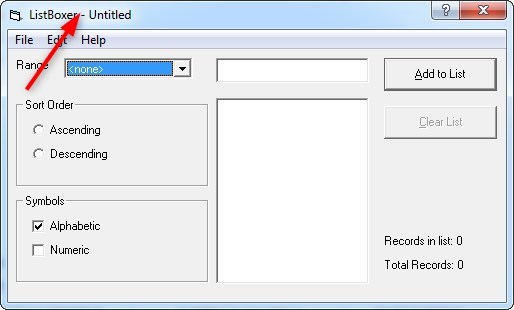 ListBoxer - Untitled
File Edit Help
Range <none> Add to List
Sort Order
Ascending
Descending
Clear List
Symbols
Alphabetic
Numeric
Records in list: 0
Total Records: 0